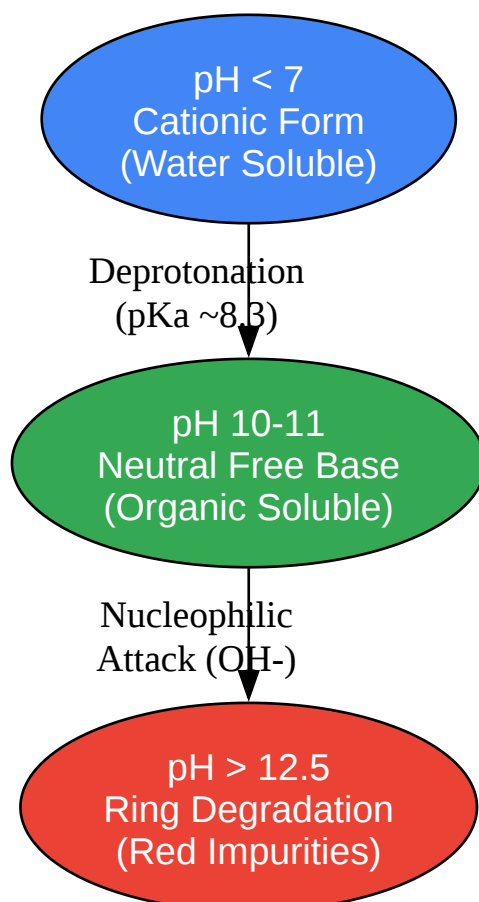 pH < 7
Cationic Form
(Water Soluble)
Deprotonation
(pKa ~8.3)
pH 10-11
Neutral Free Base
(Organic Soluble)
Nucleophilic
Attack (OH-)
pH > 12.5
Ring Degradation
(Red Impurities)